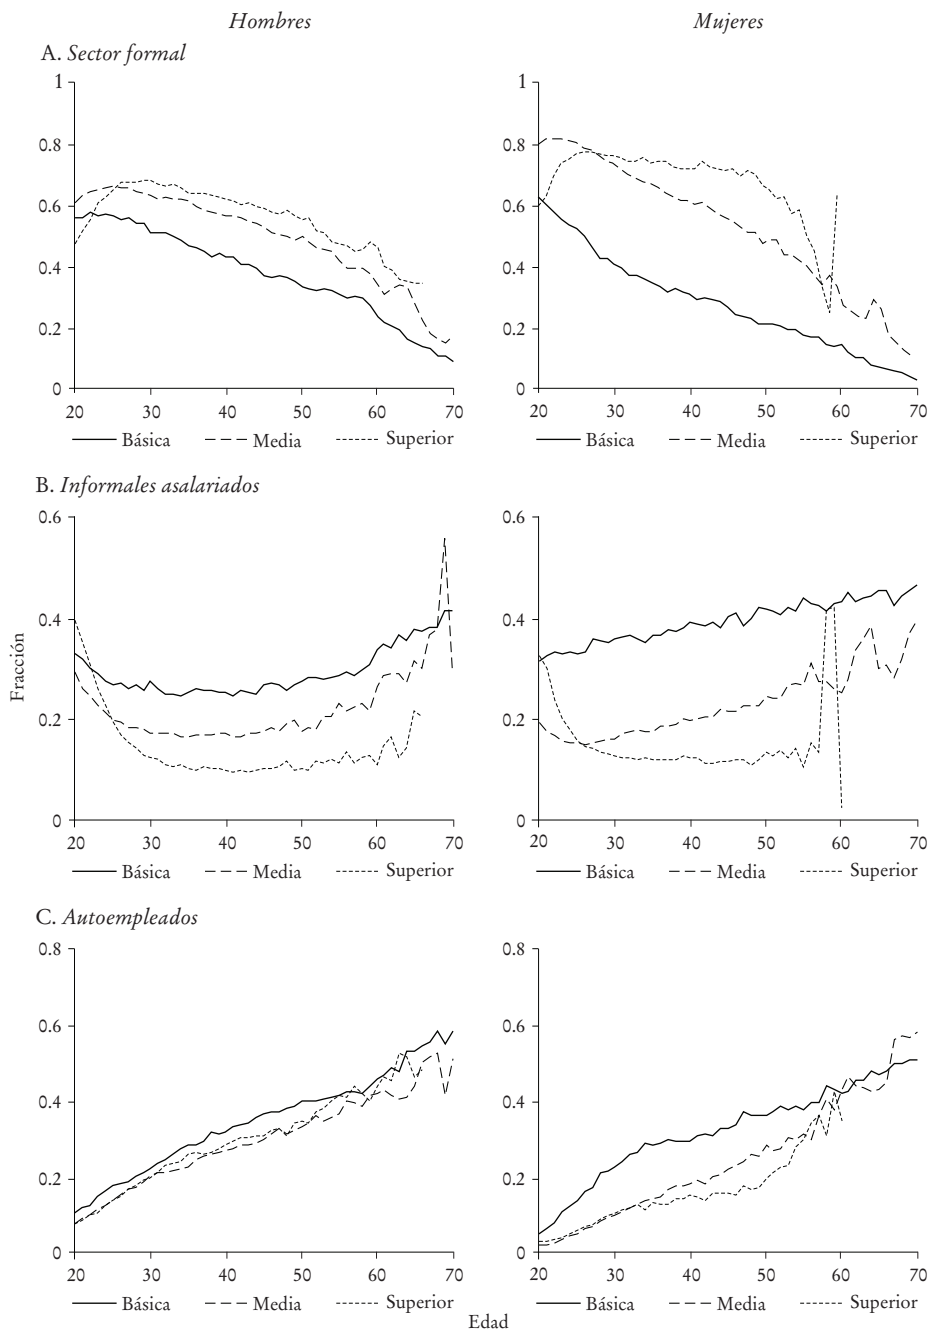 Hombres Mujeres
A. Sector formal
1 1
0.8 0.8
0.6 0.6
0.4 0.4
0.2 0.2
0 0
20 30 40 50 60 70 20 30 40 50 60 70
Básica Media Superior Básica Media Superior
B. Informales asalariados
0.6 0.6
0.4 0.4
Fracción
0.2 0.2
0 0
20 30 40 50 60 70 20 30 40 50 60 70
Básica Media Superior Básica Media Superior
C. Autoempleados
0.8 0.8
0.6 0.6
0.4 0.4
0.2 0.2
0 0
20 30 40 50 60 70 20 30 40 50 60 70
Básica Media Superior Básica Media Superior
Edad